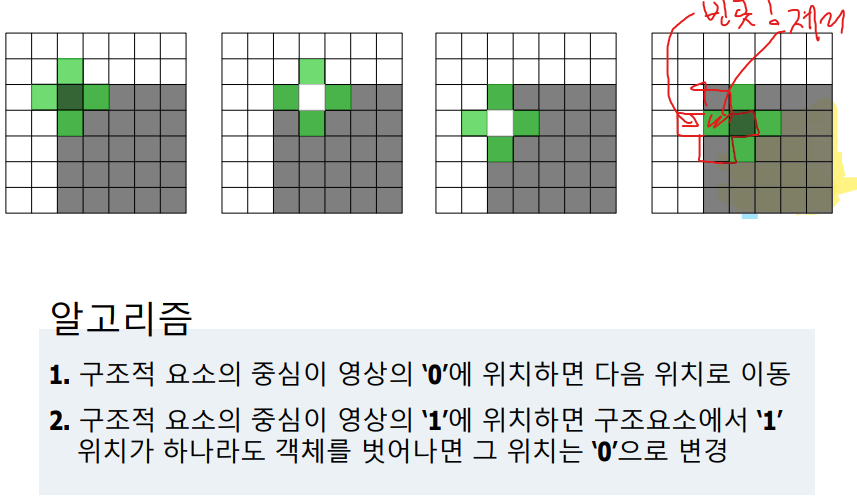 제거
알고리즘
1. 구조적 요소의 중심이 영상의 ‘0’에 위치하면 다음 위치로 이동
2. 구조적 요소의 중심이 영상의 ‘1’에 위치하면 구조요소에서 ‘1’
위치가 하나라도 객체를 벗어나면 그 위치는 ‘0’으로 변경